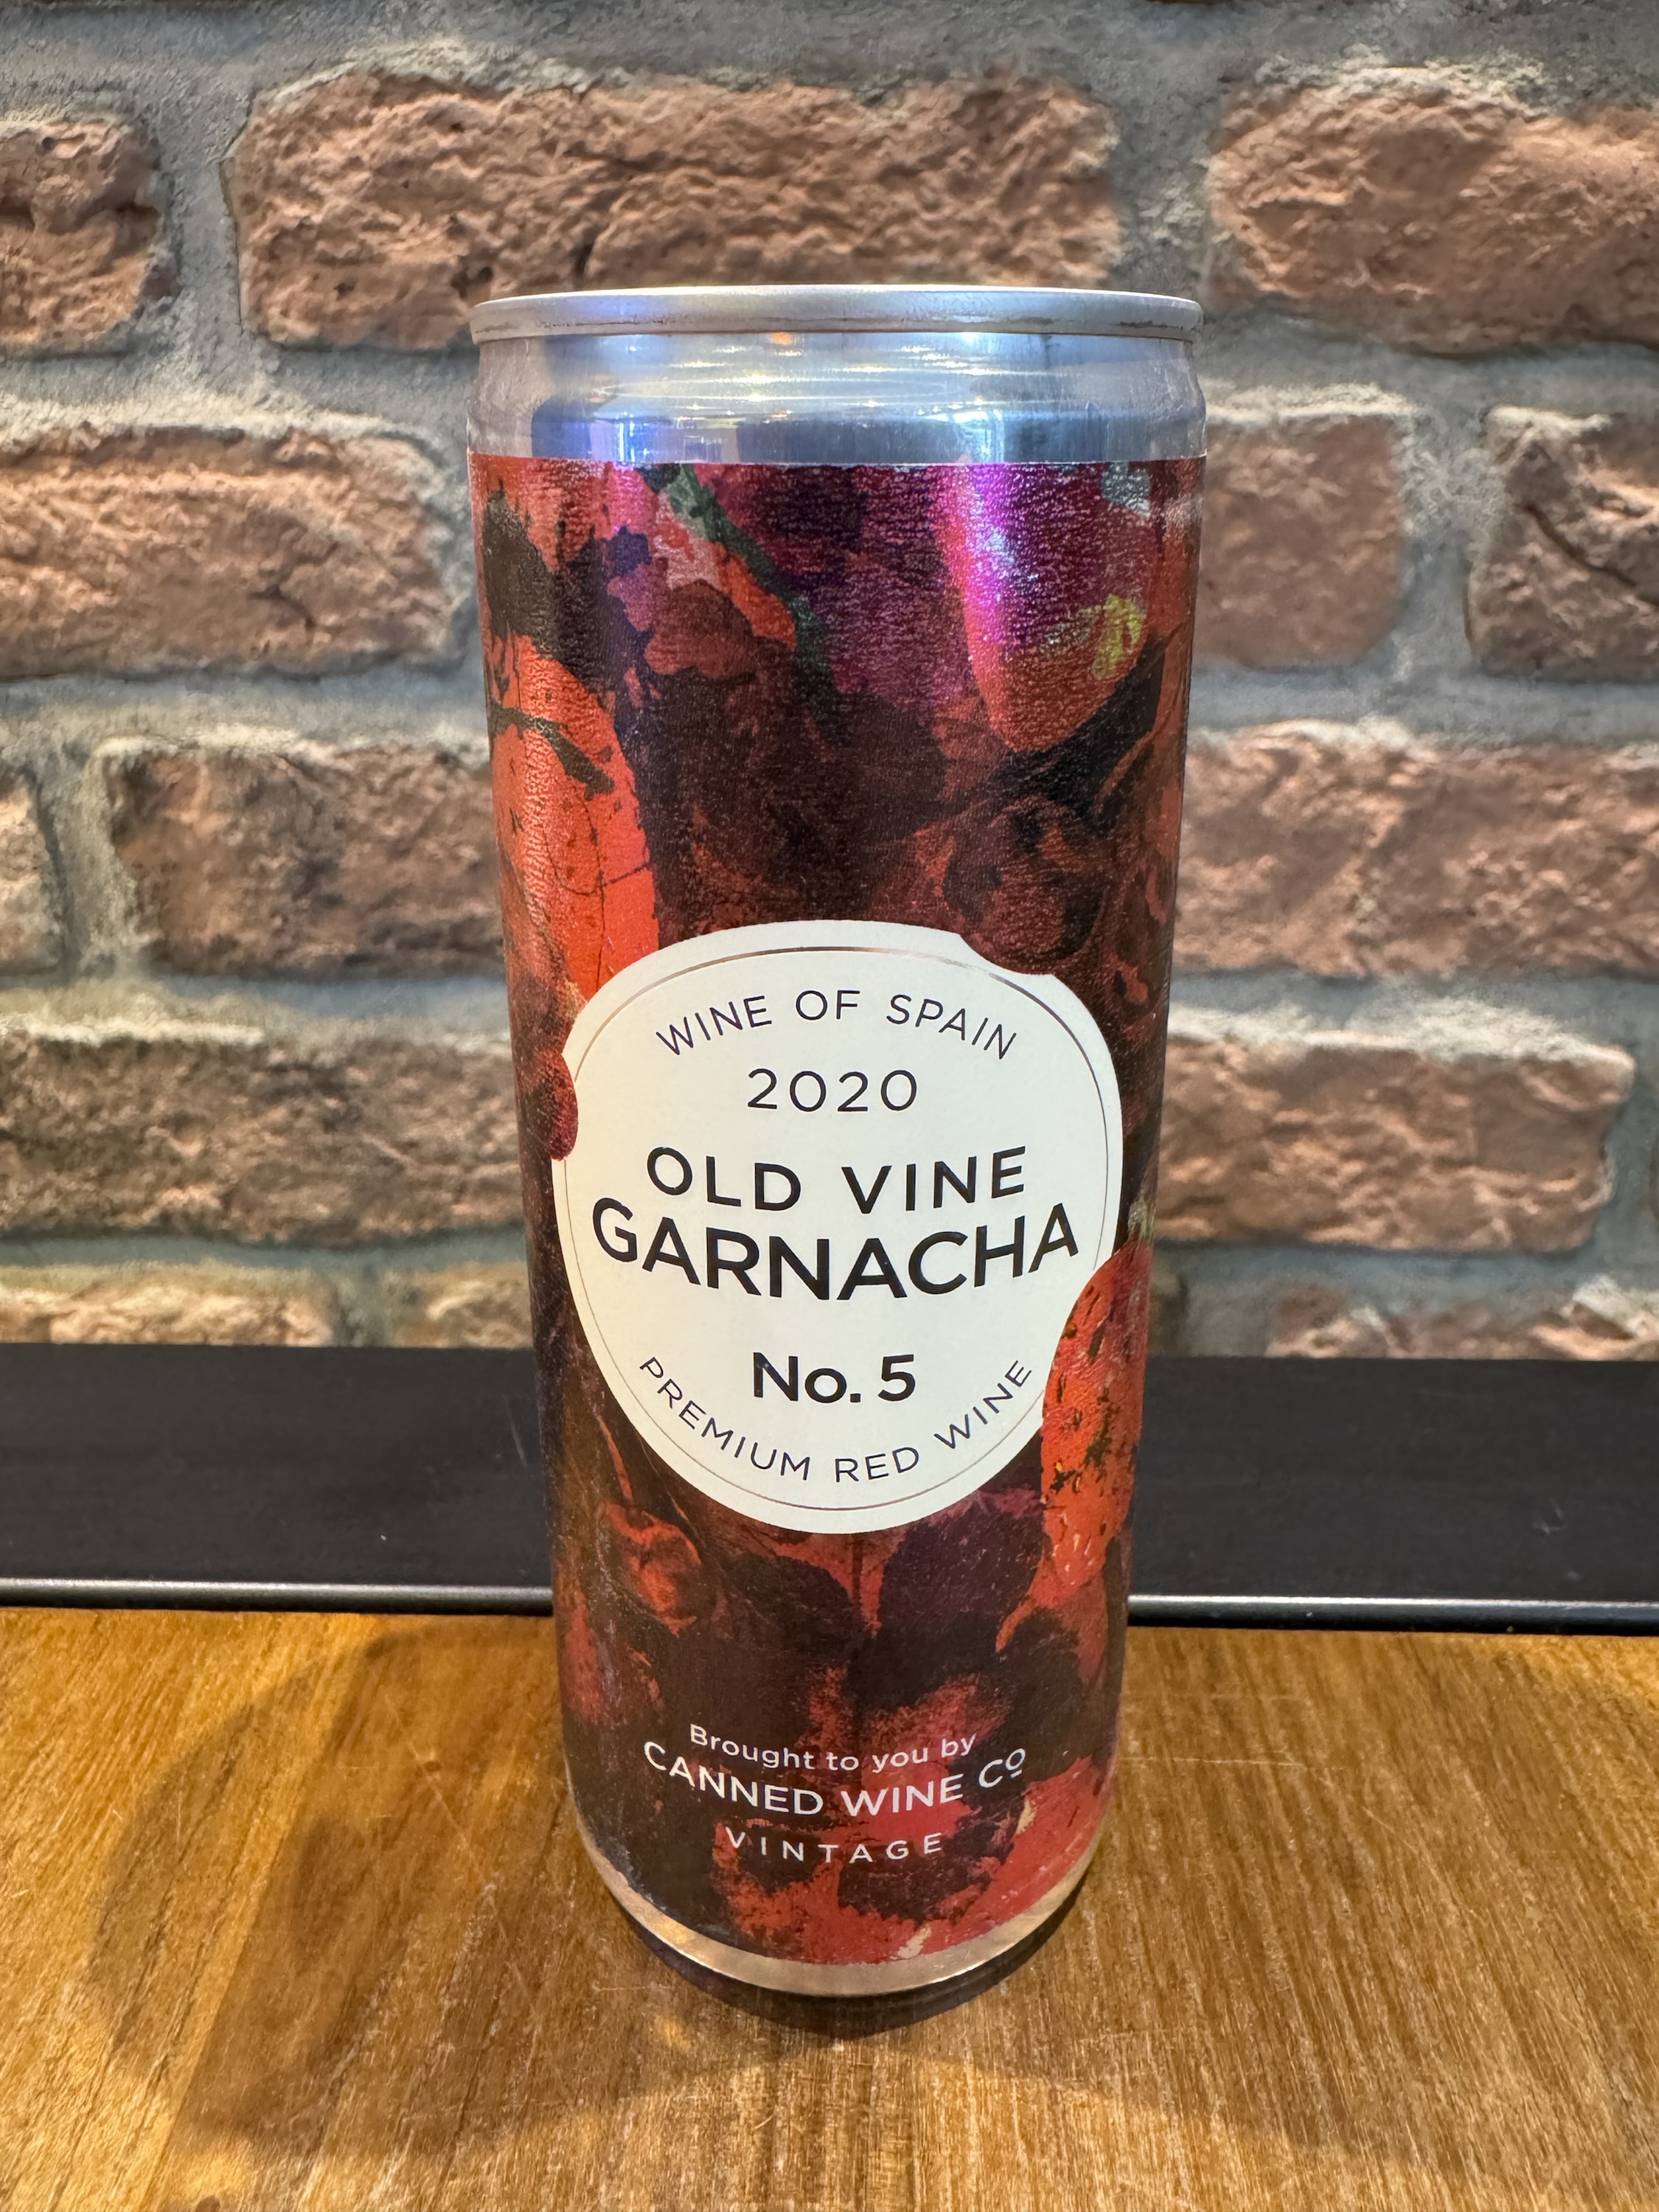 WINE OF SPAIN
2020
OLD VINE
GARNACHA
No. 5
PREMIUM RED WINE
Brought to you by
CANNED WINE Cº
VINTAGE